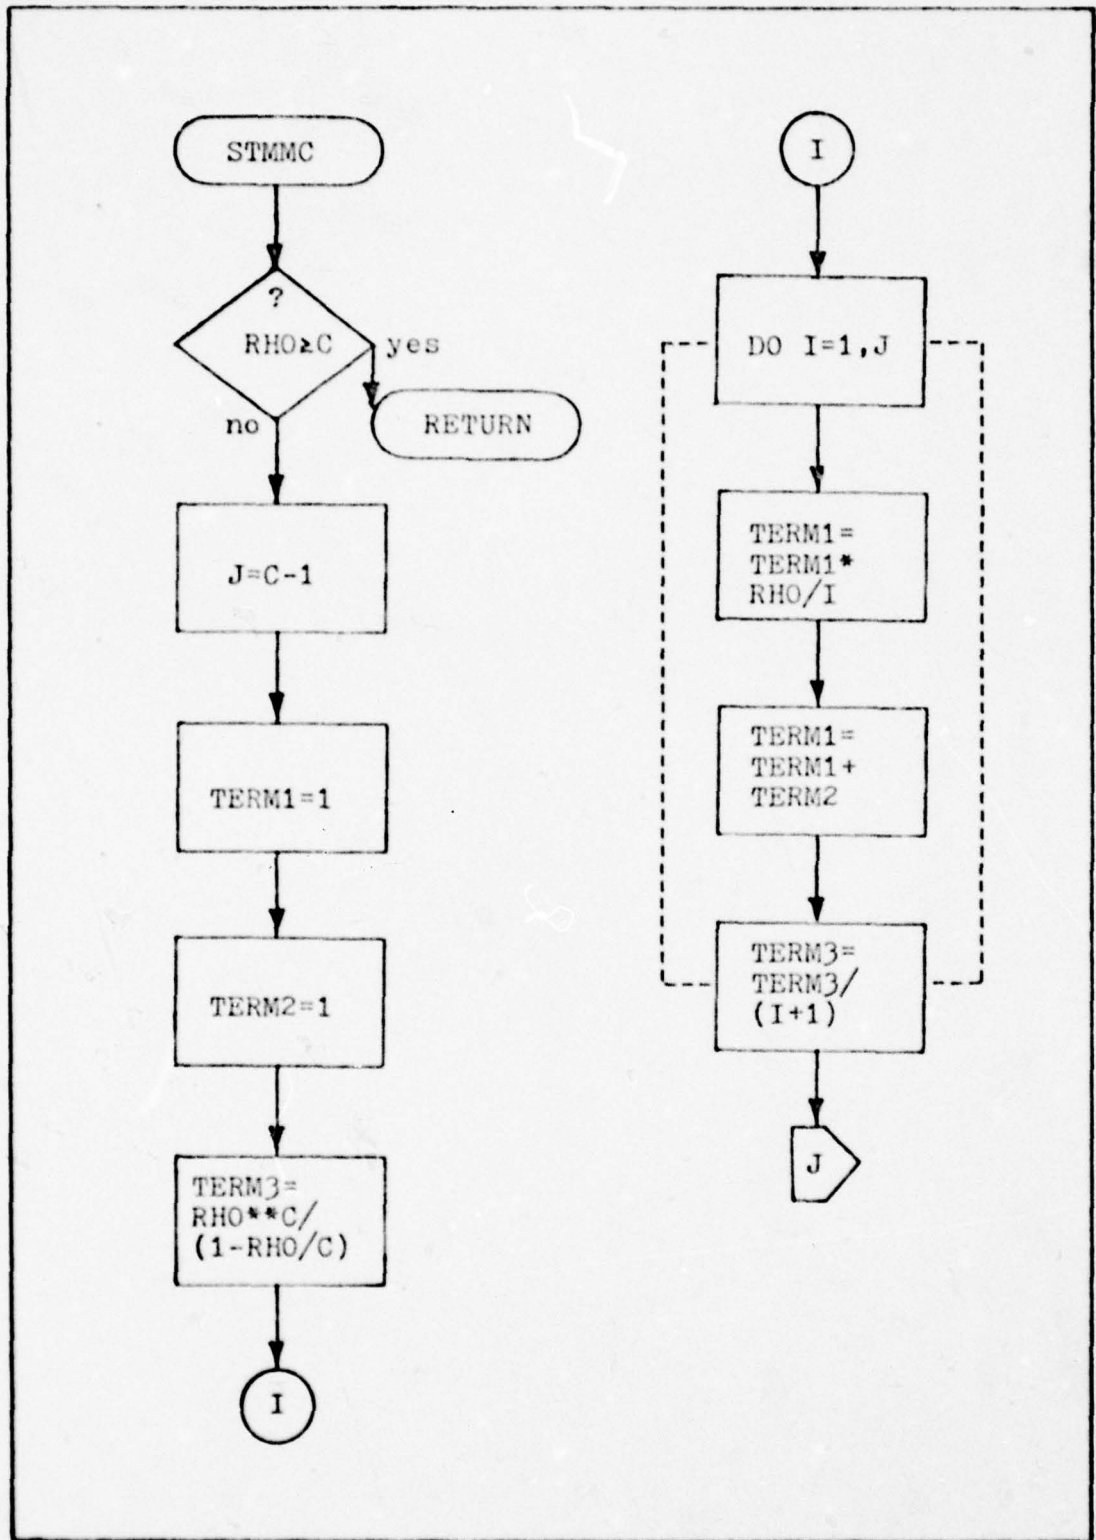 STMMC
?
RHO≥C
yes
RETURN
no
J=C-1
TERM1=1
TERM2=1
TERM3=
RHO**C/
(1-RHO/C)
I
I
DO I=1,J
TERM1=
TERM1*
RHO/I
TERM1=
TERM1+
TERM2
TERM3=
TERM3/
(I+1)
J